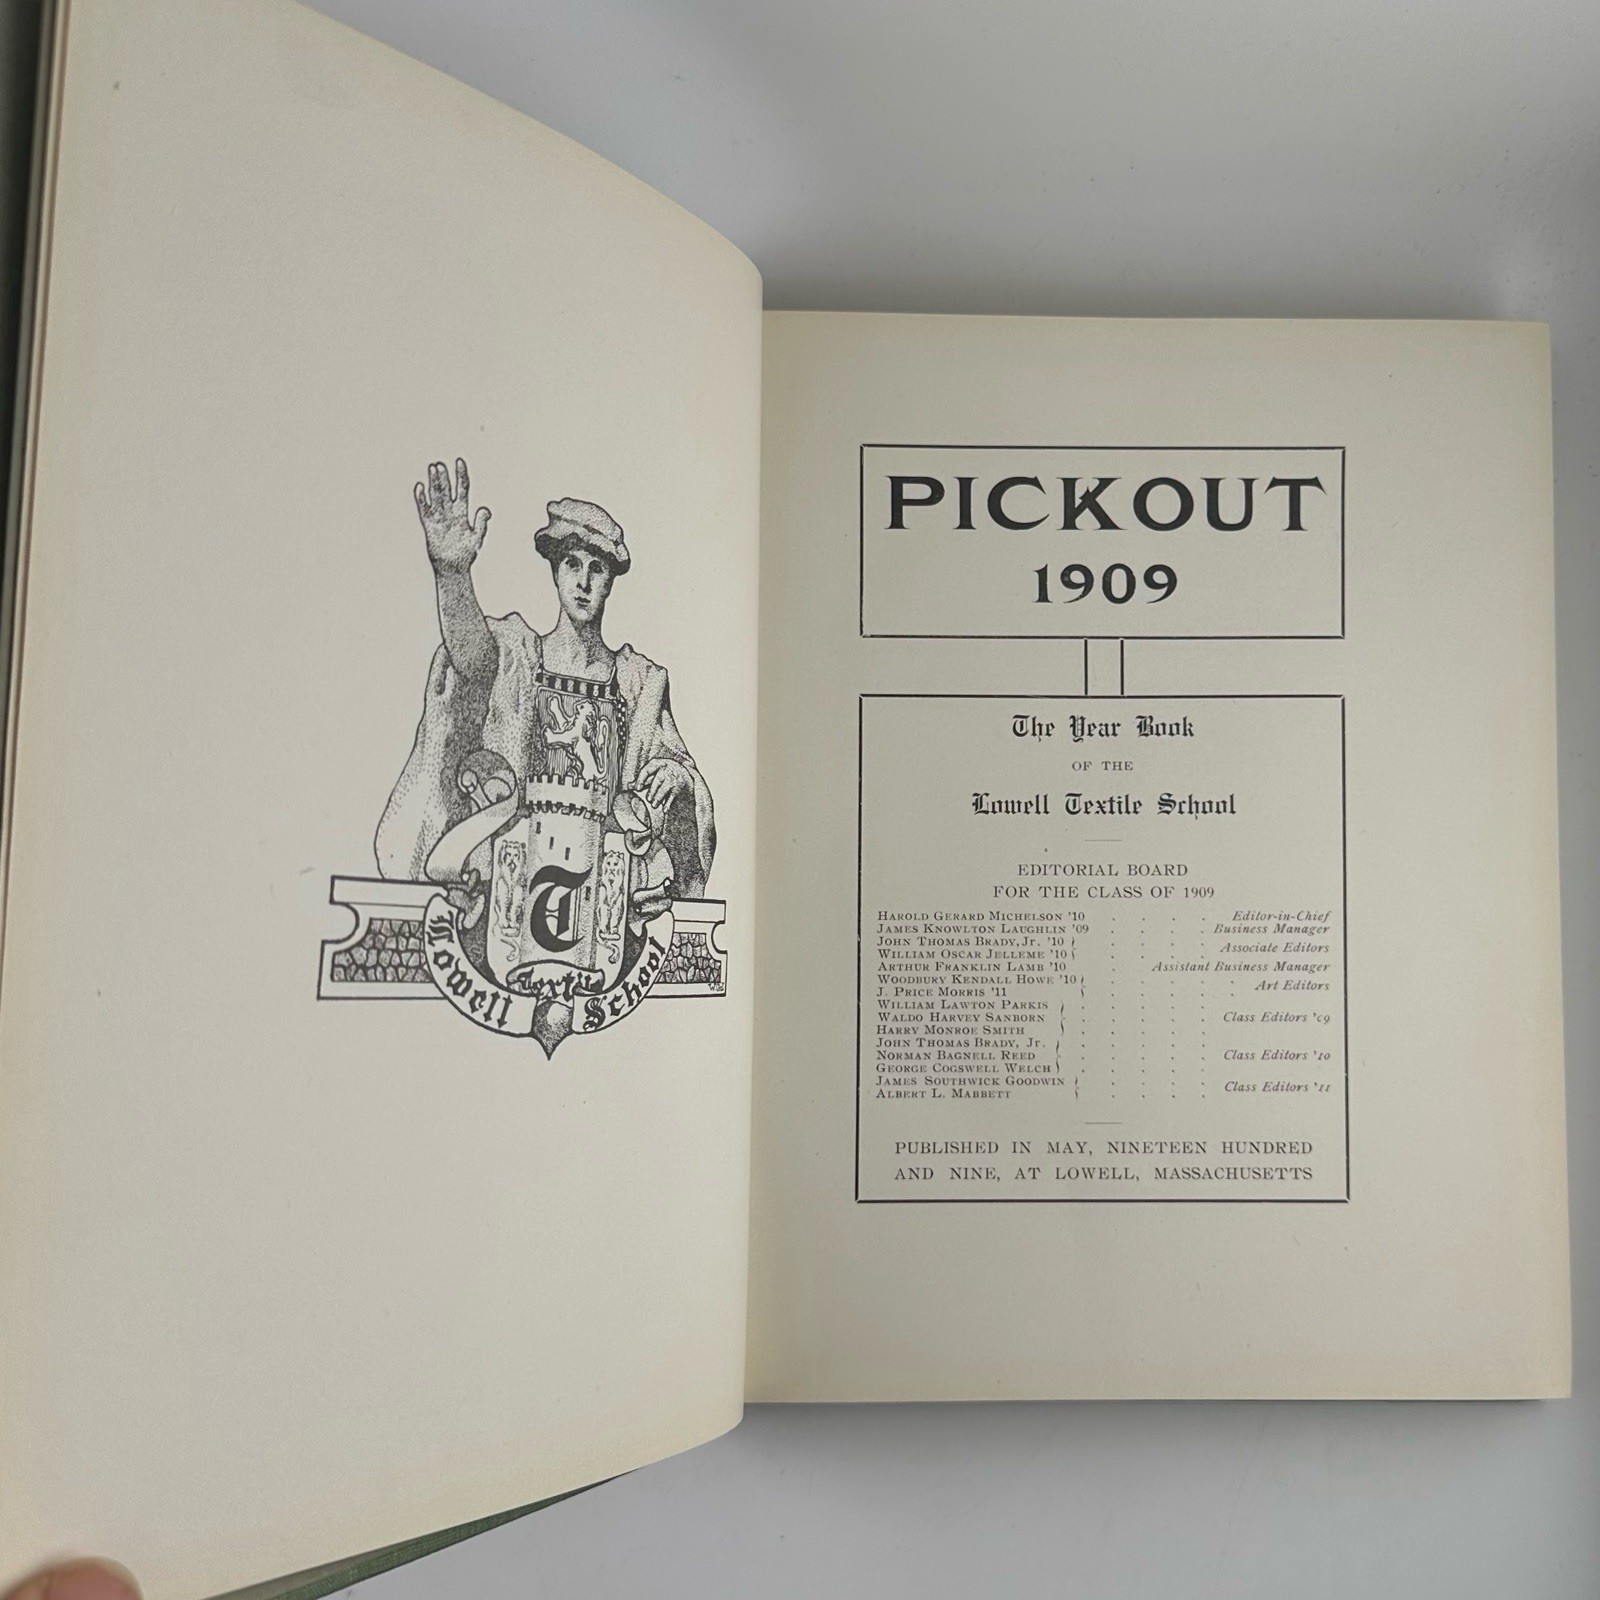 T
Lowell Textile School
PICKOUT
1909
The Year Book
OF THE
Lowell Textile School
EDITORIAL BOARD
FOR THE CLASS OF 1909
HAROLD GERARD MICHELSON '10 . . . . Editor-in-Chief
JAMES KNOWLTON LAUGHLIN '09 . . . . Business Manager
JOHN THOMAS BRADY, Jr. '10
WILLIAM OSCAR JELLEME '10 . . . . Associate Editors
ARTHUR FRANKLIN LAMB '10 . Assistant Business Manager
WOODBURY KENDALL HOWE '10
J. PRICE MORRIS '11 . . . . . Art Editors
WILLIAM LAWTON PARKIS
WALDO HARVEY SANBORN . . . . . Class Editors '09
HARRY MONROE SMITH
JOHN THOMAS BRADY, Jr.
NORMAN BAGNELL REED . . . . . Class Editors '10
GEORGE COGSWELL WELCH
JAMES SOUTHWICK GOODWIN
ALBERT L. MABBETT . . . . Class Editors '11
PUBLISHED IN MAY, NINETEEN HUNDRED
AND NINE, AT LOWELL, MASSACHUSETTS